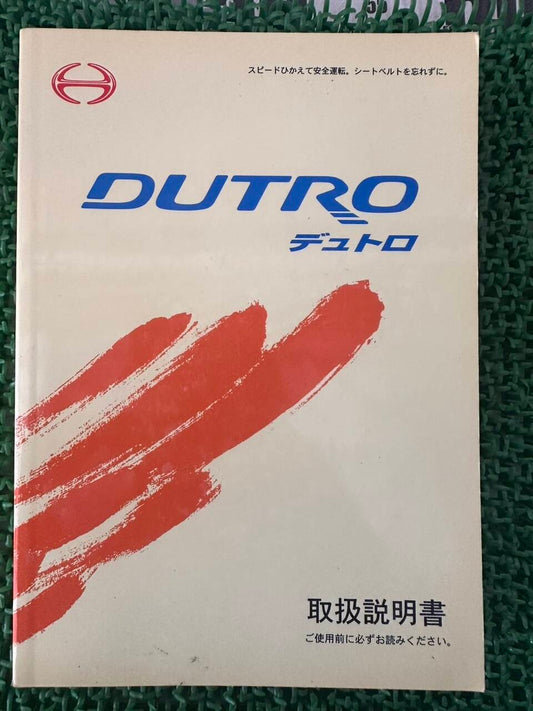 スピードひかえて安全運転。シートベルトを忘れずに。
DUTRO
デュトロ
取扱説明書
ご使用前に必ずお読みください。